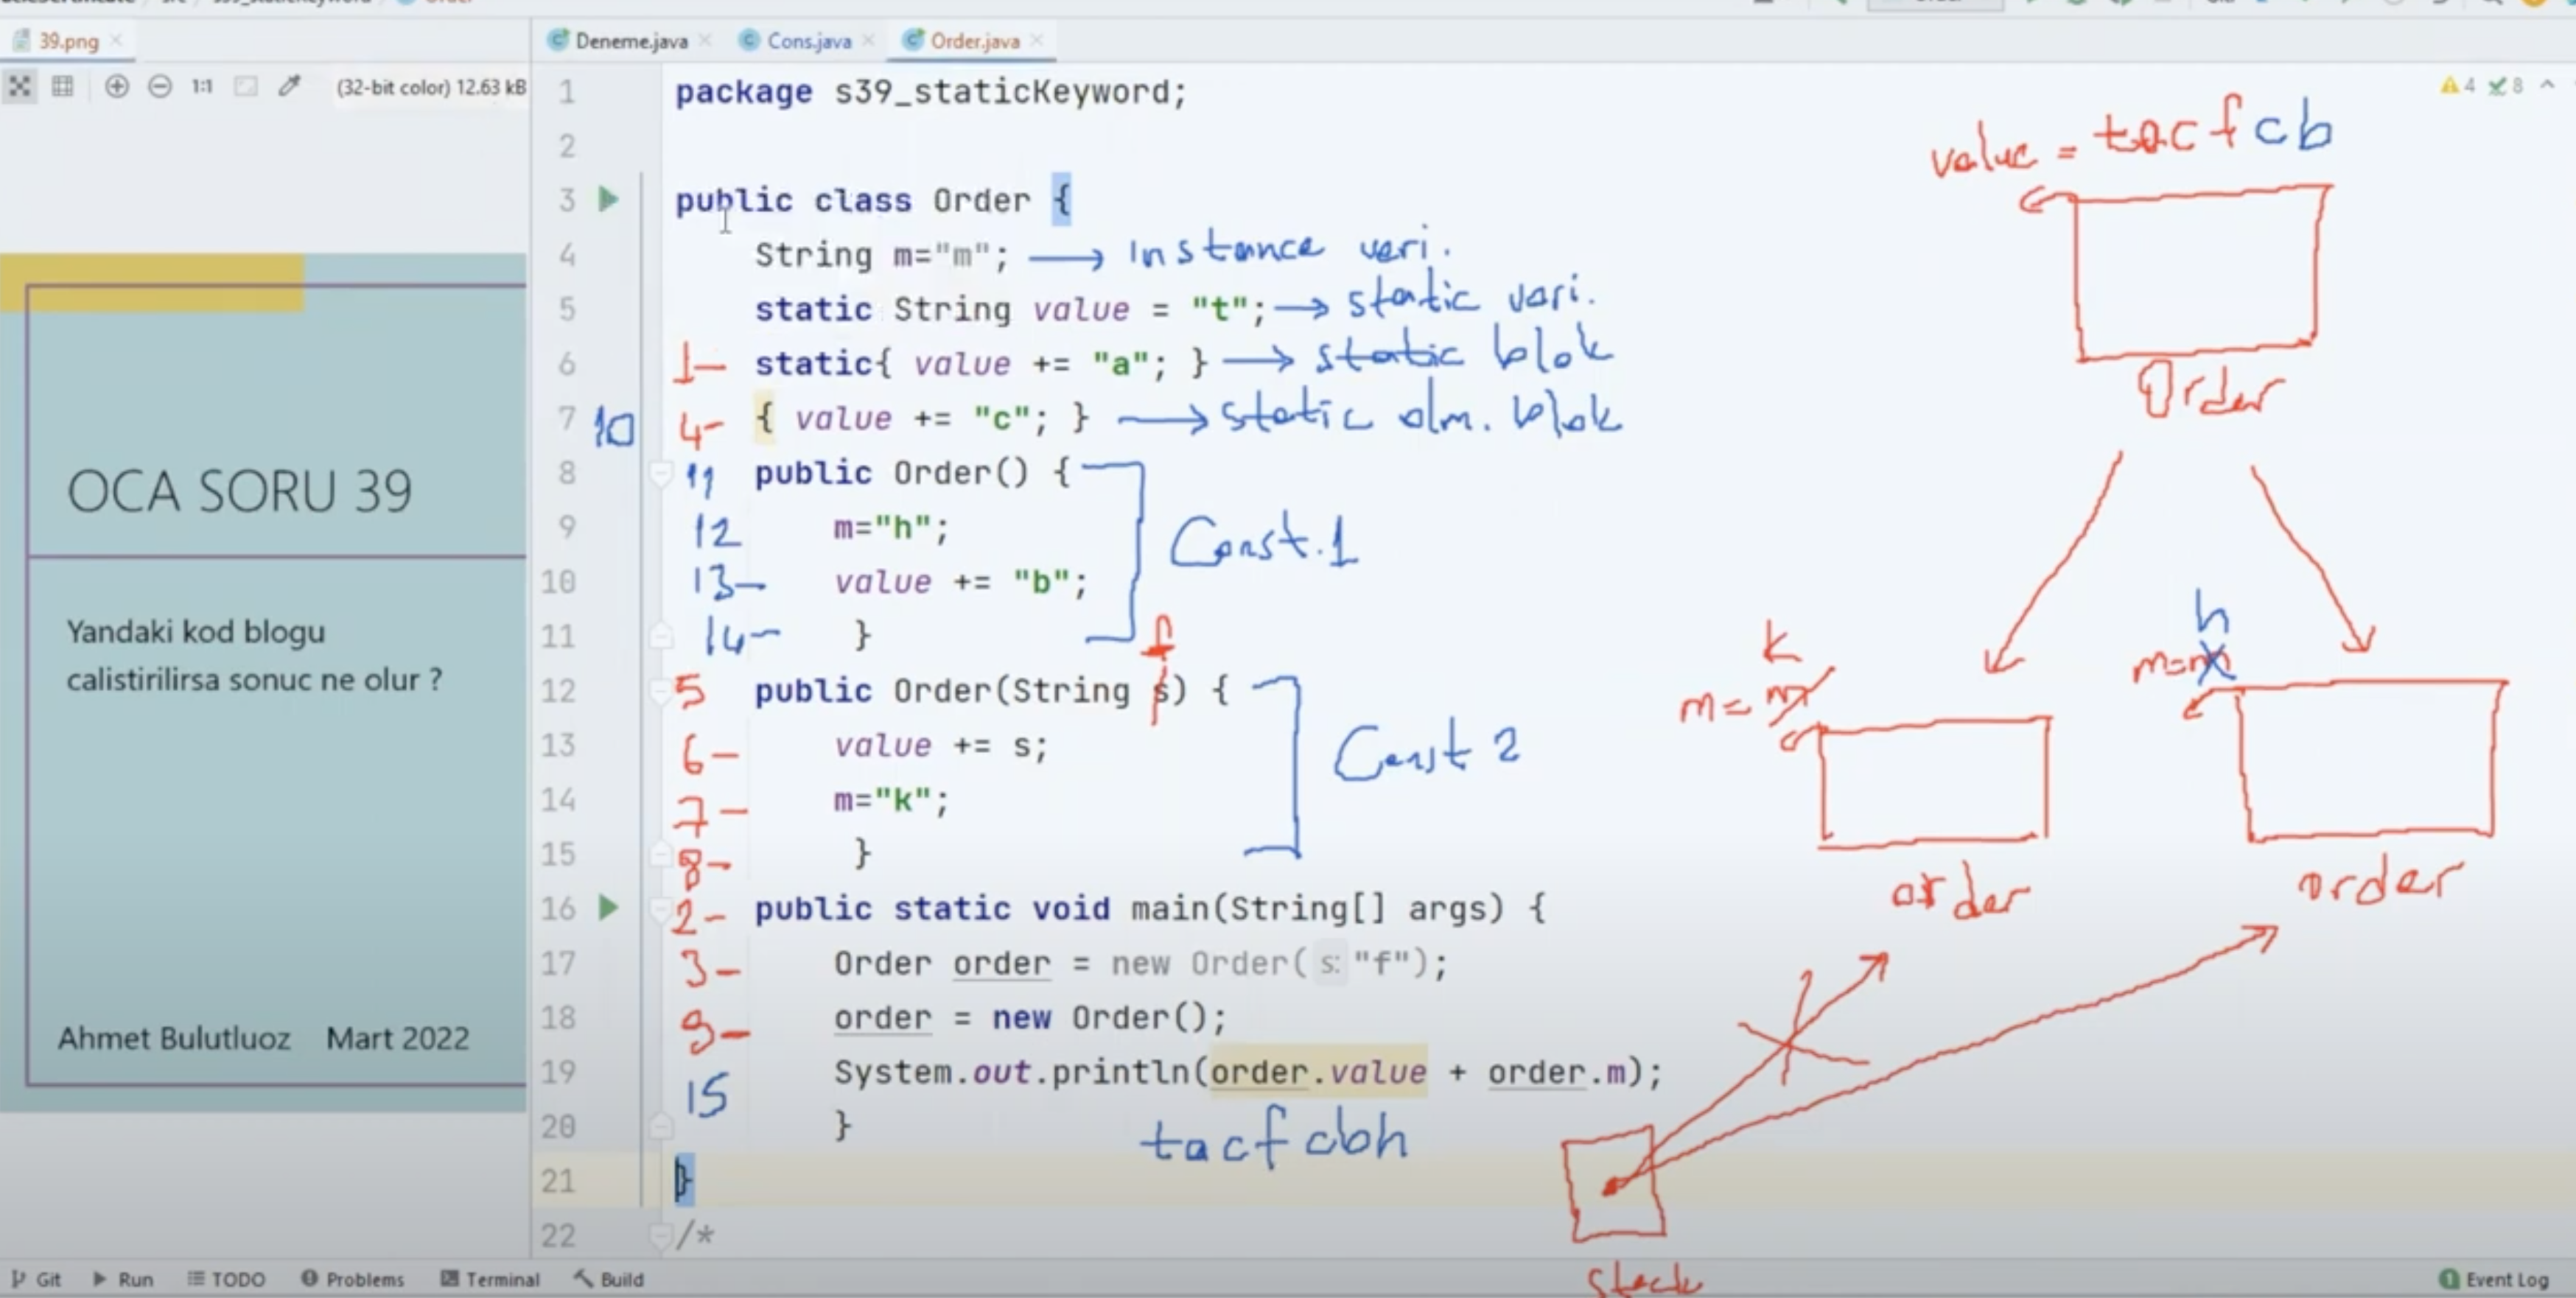 39.png
Deneme.java
Cons.java
Order.java
1:1
(32-bit color) 12.63 kB
4 8
1 package s39_staticKeyword;
2
3 public class Order {
4 String m="m"; → Instance veri.
5 static String value = "t"; → static vari.
6 1- static{ value += "a"; } → static blok
7 10 4- { value += "c"; } → static olm. blok
8 11 public Order() {
9 12 m="h";
10 13- value += "b";
11 14- }
Const.1
f
12 5 public Order(String s) {
13 6- value += s;
14 7- m="k";
15 8- }
Const 2
16 2- public static void main(String[] args) {
17 3- Order order = new Order( s: "f");
18 9- order = new Order();
19 15 System.out.println(order.value + order.m);
20 }
tacfcbh
21 }
22 /*
OCA SORU 39
Yandaki kod blogu
calistirilirsa sonuc ne olur ?
Ahmet Bulutluoz Mart 2022
value = tacfcb
Order
k
m=m
order
h
m=m
order
stack
Git
Run
TODO
Problems
Terminal
Build
1 Event Log